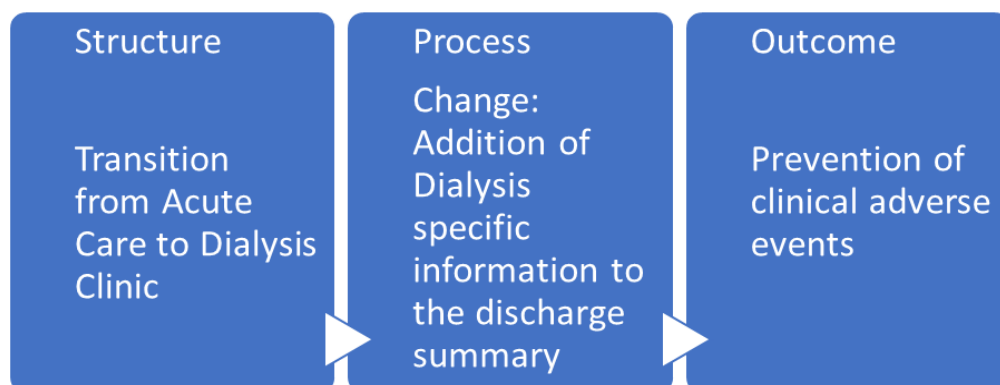 Structure
Transition
from Acute
Care to Dialysis
Clinic
Process
Change:
Addition of
Dialysis
specific
information to
the discharge
summary
Outcome
Prevention of
clinical adverse
events